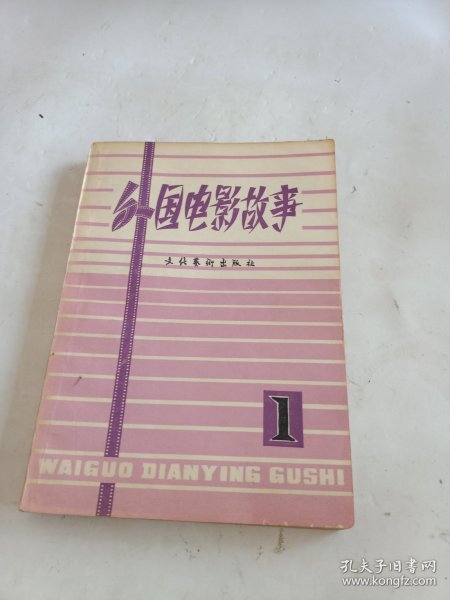 外国电影故事
文化艺术出版社
1
WAIGUO DIANYING GUSHI
孔夫子旧书网
www.kongfz.com